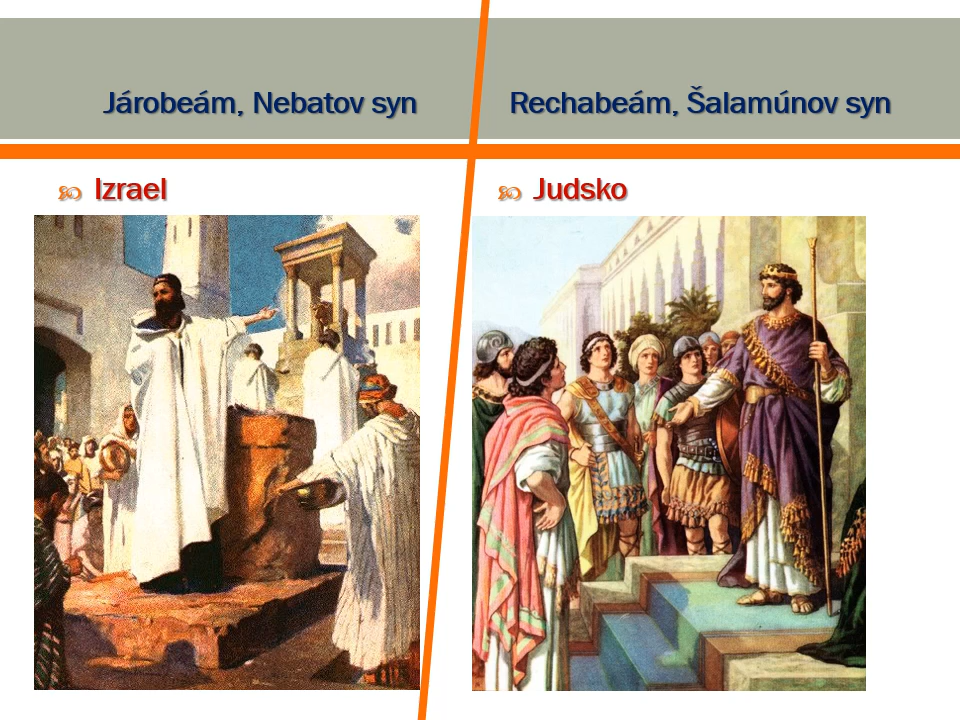 Járobeám, Nebatov syn
Rechabeám, Šalamúnov syn
Izrael
Judsko